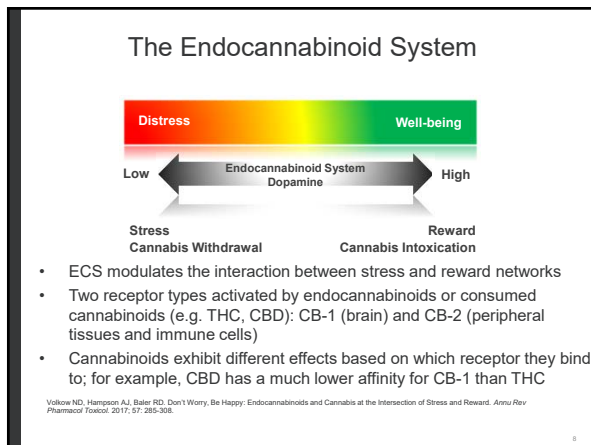 The Endocannabinoid System
Distress
Well-being
Low
Endocannabinoid System
Dopamine
High
Stress
Cannabis Withdrawal
Reward
Cannabis Intoxication
• ECS modulates the interaction between stress and reward networks
• Two receptor types activated by endocannabinoids or consumed
cannabinoids (e.g. THC, CBD): CB-1 (brain) and CB-2 (peripheral
tissues and immune cells)
• Cannabinoids exhibit different effects based on which receptor they bind
to; for example, CBD has a much lower affinity for CB-1 than THC
Volkow ND, Hampson AJ, Baler RD. Don't Worry, Be Happy: Endocannabinoids and Cannabis at the Intersection of Stress and Reward. Annu Rev
Pharmacol Toxicol. 2017; 57: 285-308.
8